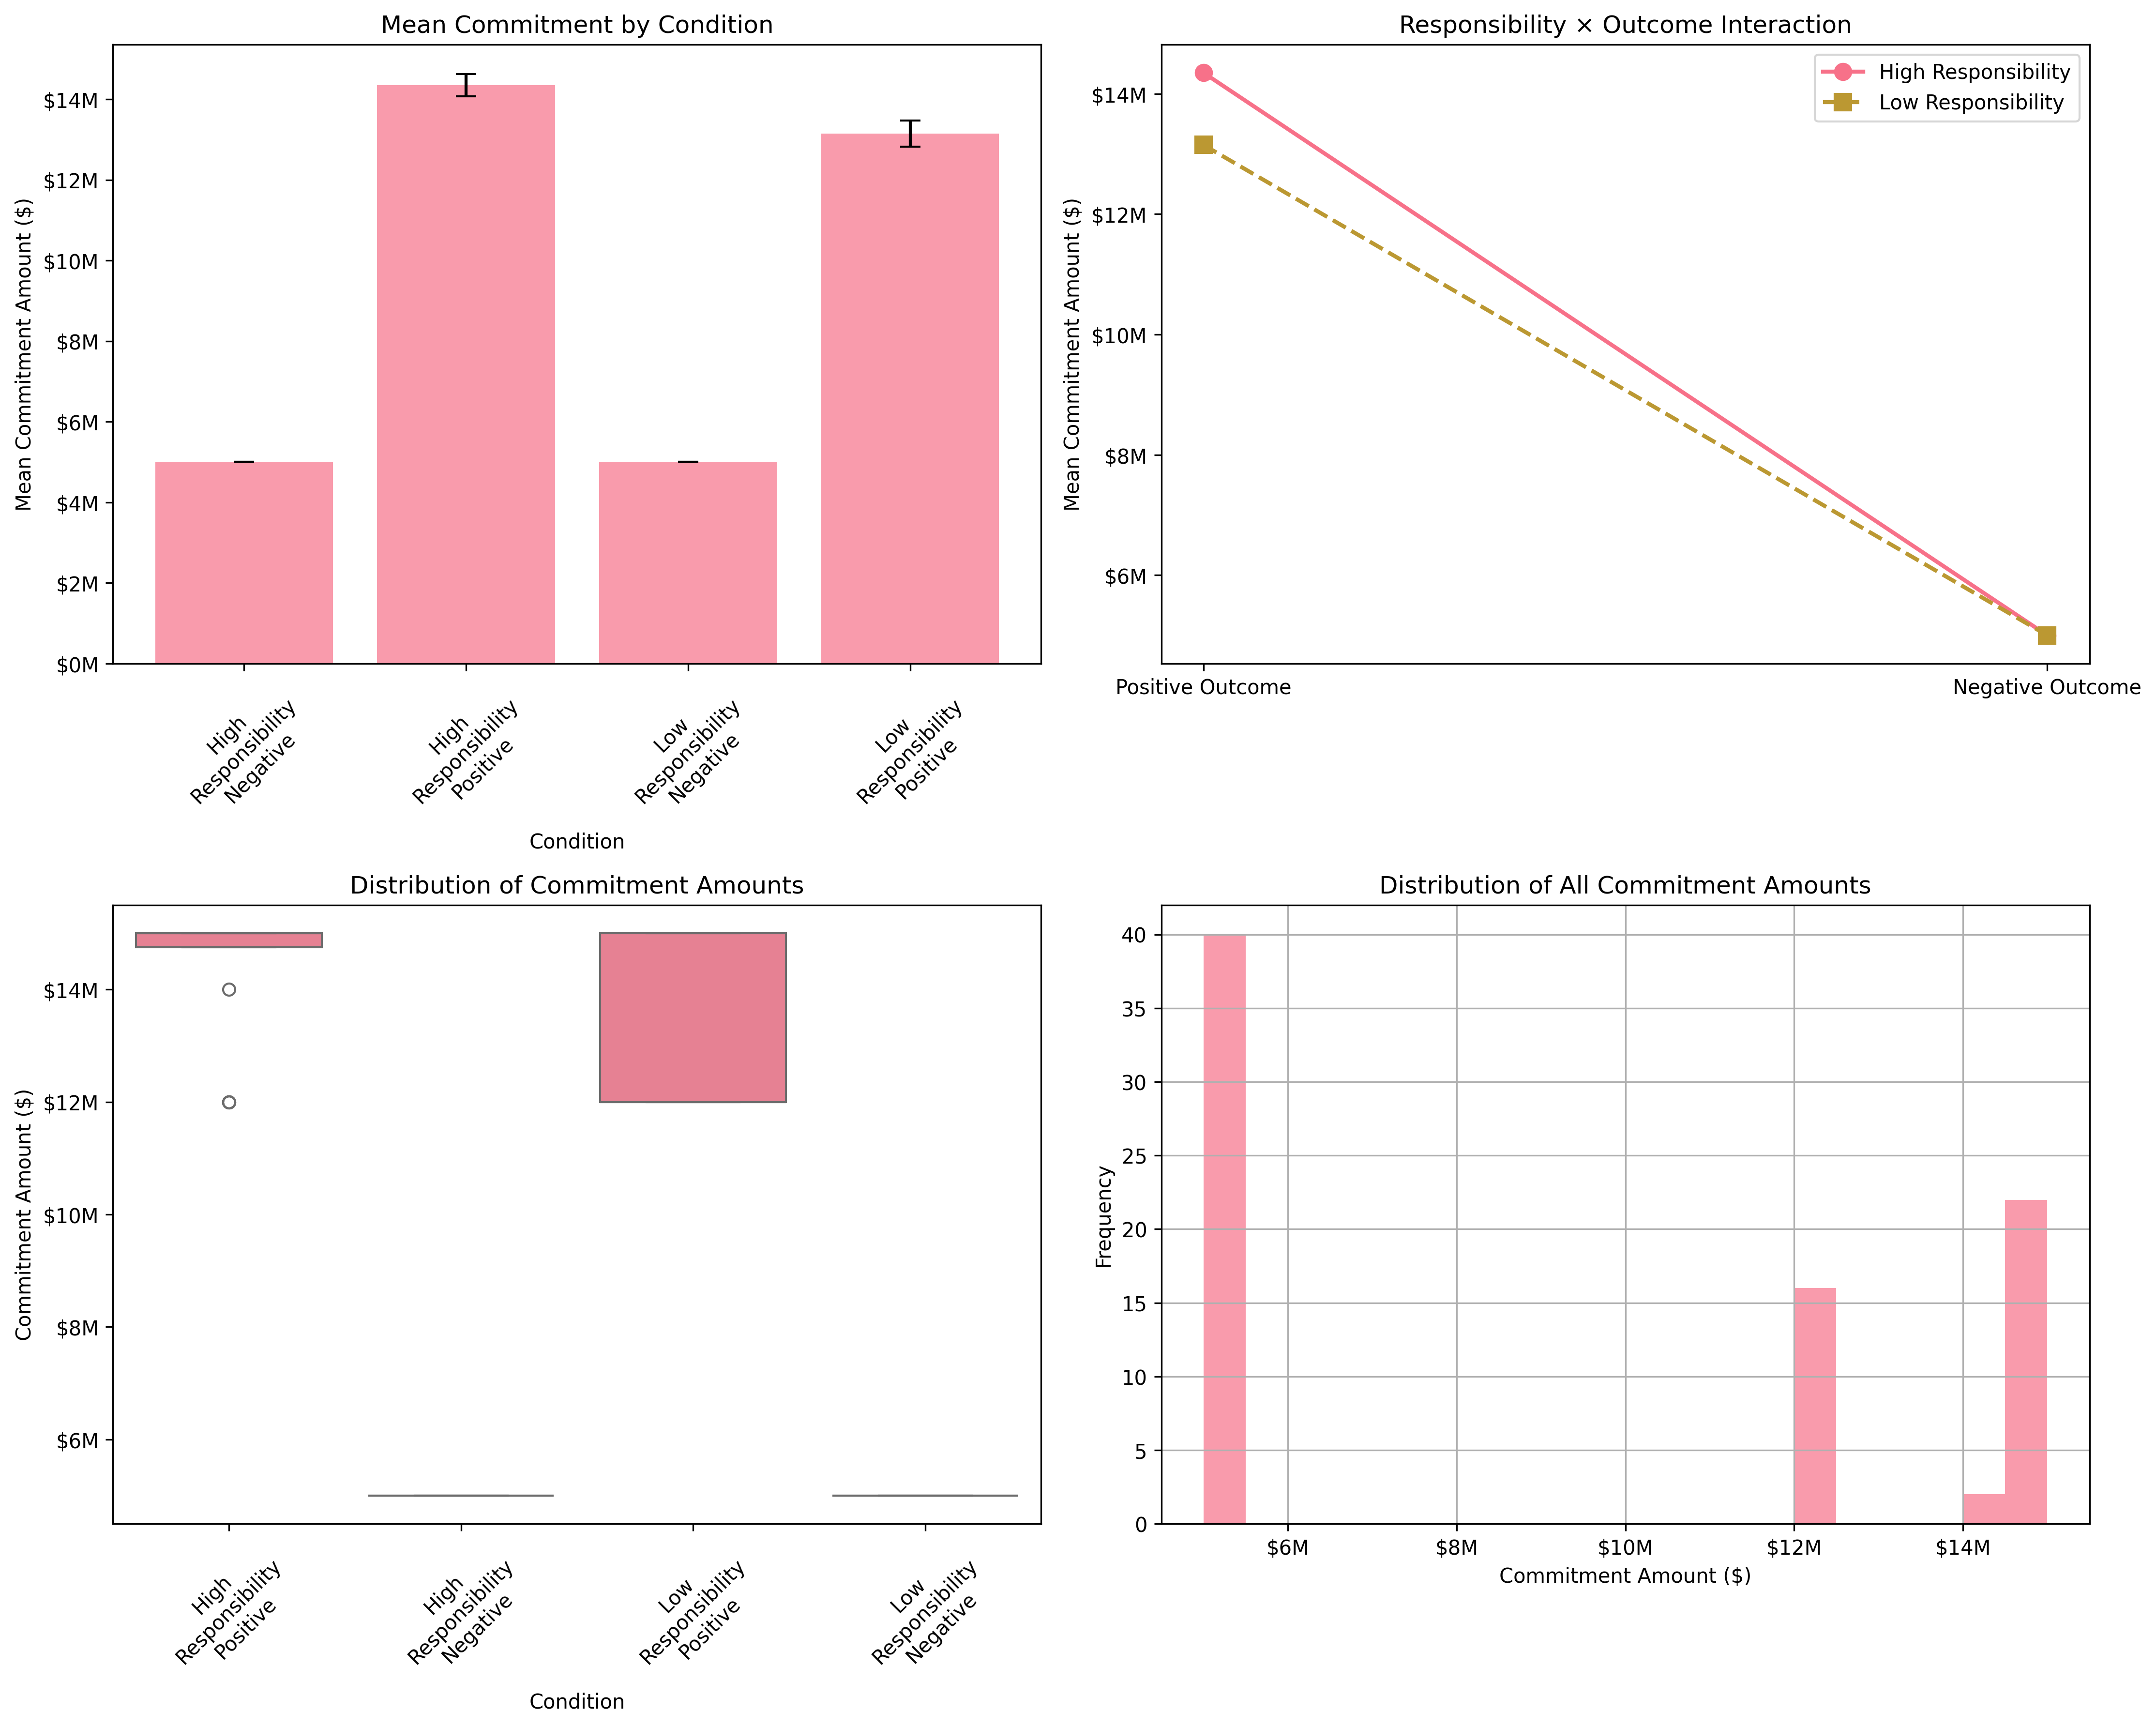 Mean Commitment by Condition
Mean Commitment Amount ($)
$14M
$12M
$10M
$8M
$6M
$4M
$2M
$0M
High
Responsibility
Negative
High
Responsibility
Positive
Low
Responsibility
Negative
Low
Responsibility
Positive
Condition
Responsibility × Outcome Interaction
High Responsibility
Low Responsibility
Mean Commitment Amount ($)
$14M
$12M
$10M
$8M
$6M
Positive Outcome
Negative Outcome
Distribution of Commitment Amounts
Commitment Amount ($)
$14M
$12M
$10M
$8M
$6M
High
Responsibility
Positive
High
Responsibility
Negative
Low
Responsibility
Positive
Low
Responsibility
Negative
Condition
Distribution of All Commitment Amounts
Frequency
40
35
30
25
20
15
10
5
0
$6M
$8M
$10M
$12M
$14M
Commitment Amount ($)